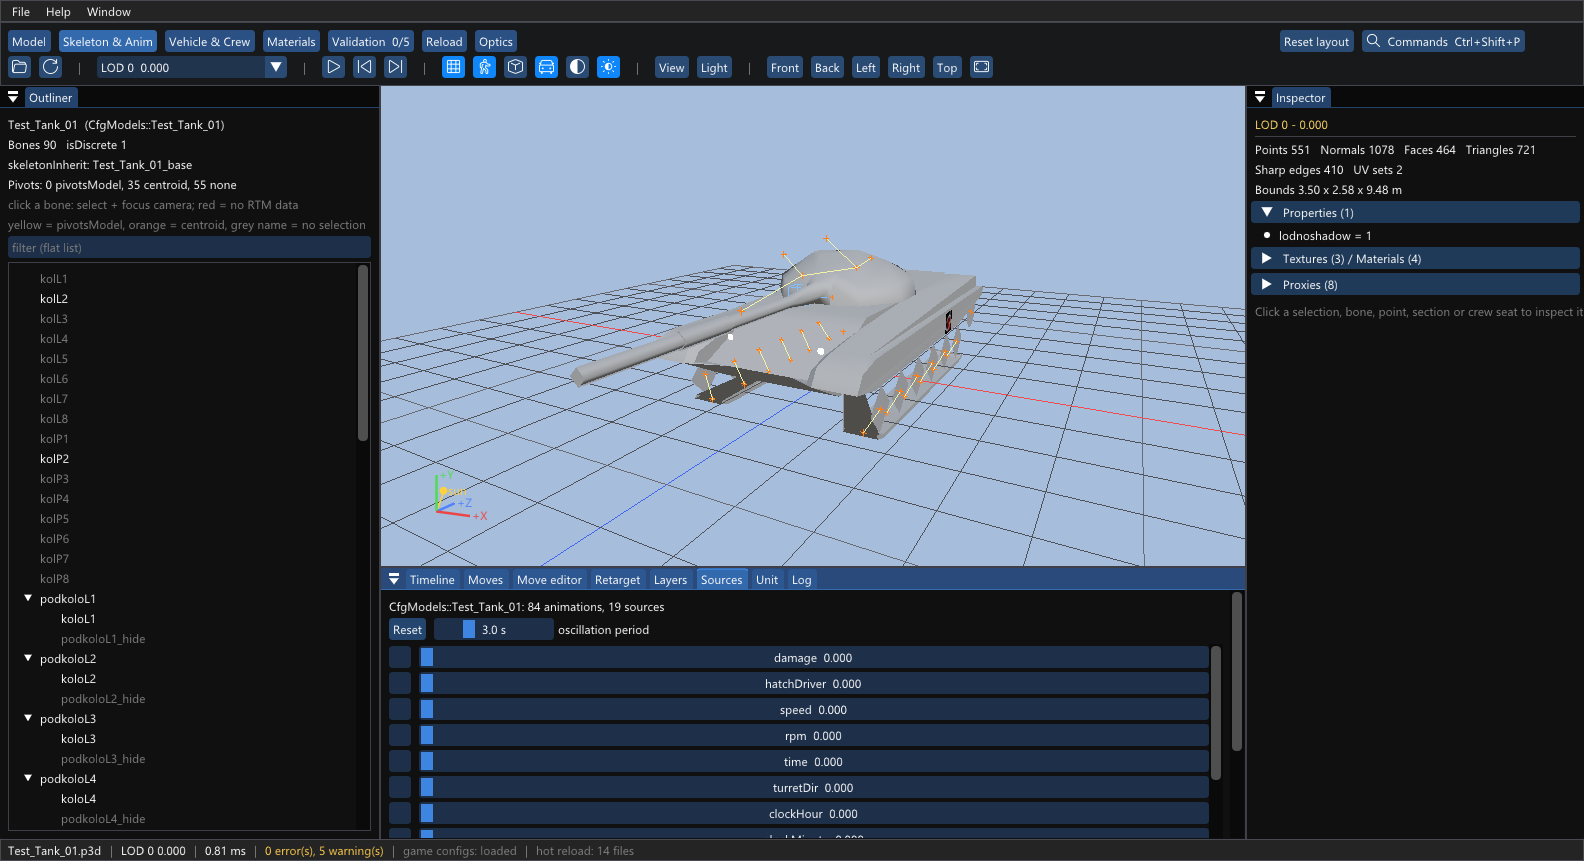 File Help Window
Model Skeleton & Anim Vehicle & Crew Materials Validation 0/5 Reload Optics Reset layout Commands Ctrl+Shift+P
LOD 0 0.000 View Light Front Back Left Right Top
Outliner
Test_Tank_01 (CfgModels::Test_Tank_01)
Bones 90 isDiscrete 1
skeletonInherit: Test_Tank_01_base
Pivots: 0 pivotsModel, 35 centroid, 55 none
click a bone: select + focus camera; red = no RTM data
yellow = pivotsModel, orange = centroid, grey name = no selection
filter (flat list)
kolL1
kolL2
kolL3
kolL4
kolL5
kolL6
kolL7
kolL8
kolP1
kolP2
kolP3
kolP4
kolP5
kolP6
kolP7
kolP8
podkoloL1
koloL1
podkoloL1_hide
podkoloL2
koloL2
podkoloL2_hide
podkoloL3
koloL3
podkoloL3_hide
podkoloL4
koloL4
podkoloL4_hide
+Y
+Z
+X
Timeline Moves Move editor Retarget Layers Sources Unit Log
CfgModels::Test_Tank_01: 84 animations, 19 sources
Reset 3.0 s oscillation period
damage 0.000
hatchDriver 0.000
speed 0.000
rpm 0.000
time 0.000
turretDir 0.000
clockHour 0.000
Inspector
LOD 0 - 0.000
Points 551 Normals 1078 Faces 464 Triangles 721
Sharp edges 410 UV sets 2
Bounds 3.50 x 2.58 x 9.48 m
Properties (1)
lodnoshadow = 1
Textures (3) / Materials (4)
Proxies (8)
Click a selection, bone, point, section or crew seat to inspect it
Test_Tank_01.p3d | LOD 0 0.000 | 0.81 ms | 0 error(s), 5 warning(s) | game configs: loaded | hot reload: 14 files